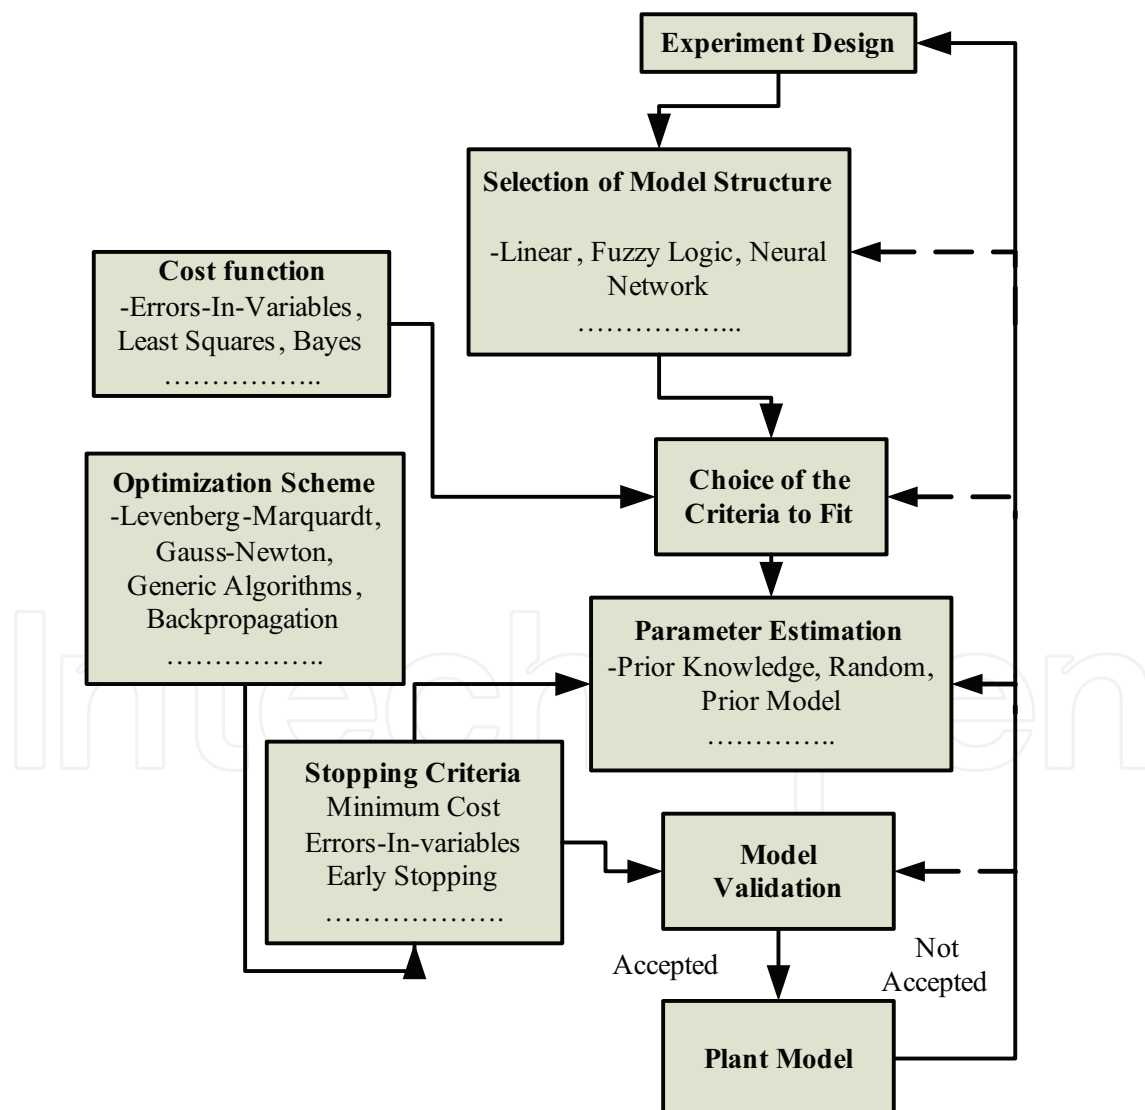 Experiment Design
Selection of Model Structure
-Linear, Fuzzy Logic, Neural
Network
……………...
Cost function
-Errors-In-Variables,
Least Squares, Bayes
……………..
Optimization Scheme
-Levenberg-Marquardt,
Gauss-Newton,
Generic Algorithms,
Backpropagation
……………..
Choice of the
Criteria to Fit
Parameter Estimation
-Prior Knowledge, Random,
Prior Model
…………..
Stopping Criteria
Minimum Cost
Errors-In-variables
Early Stopping
……………….
Model
Validation
Accepted
Not
Accepted
Plant Model
IntechOpen